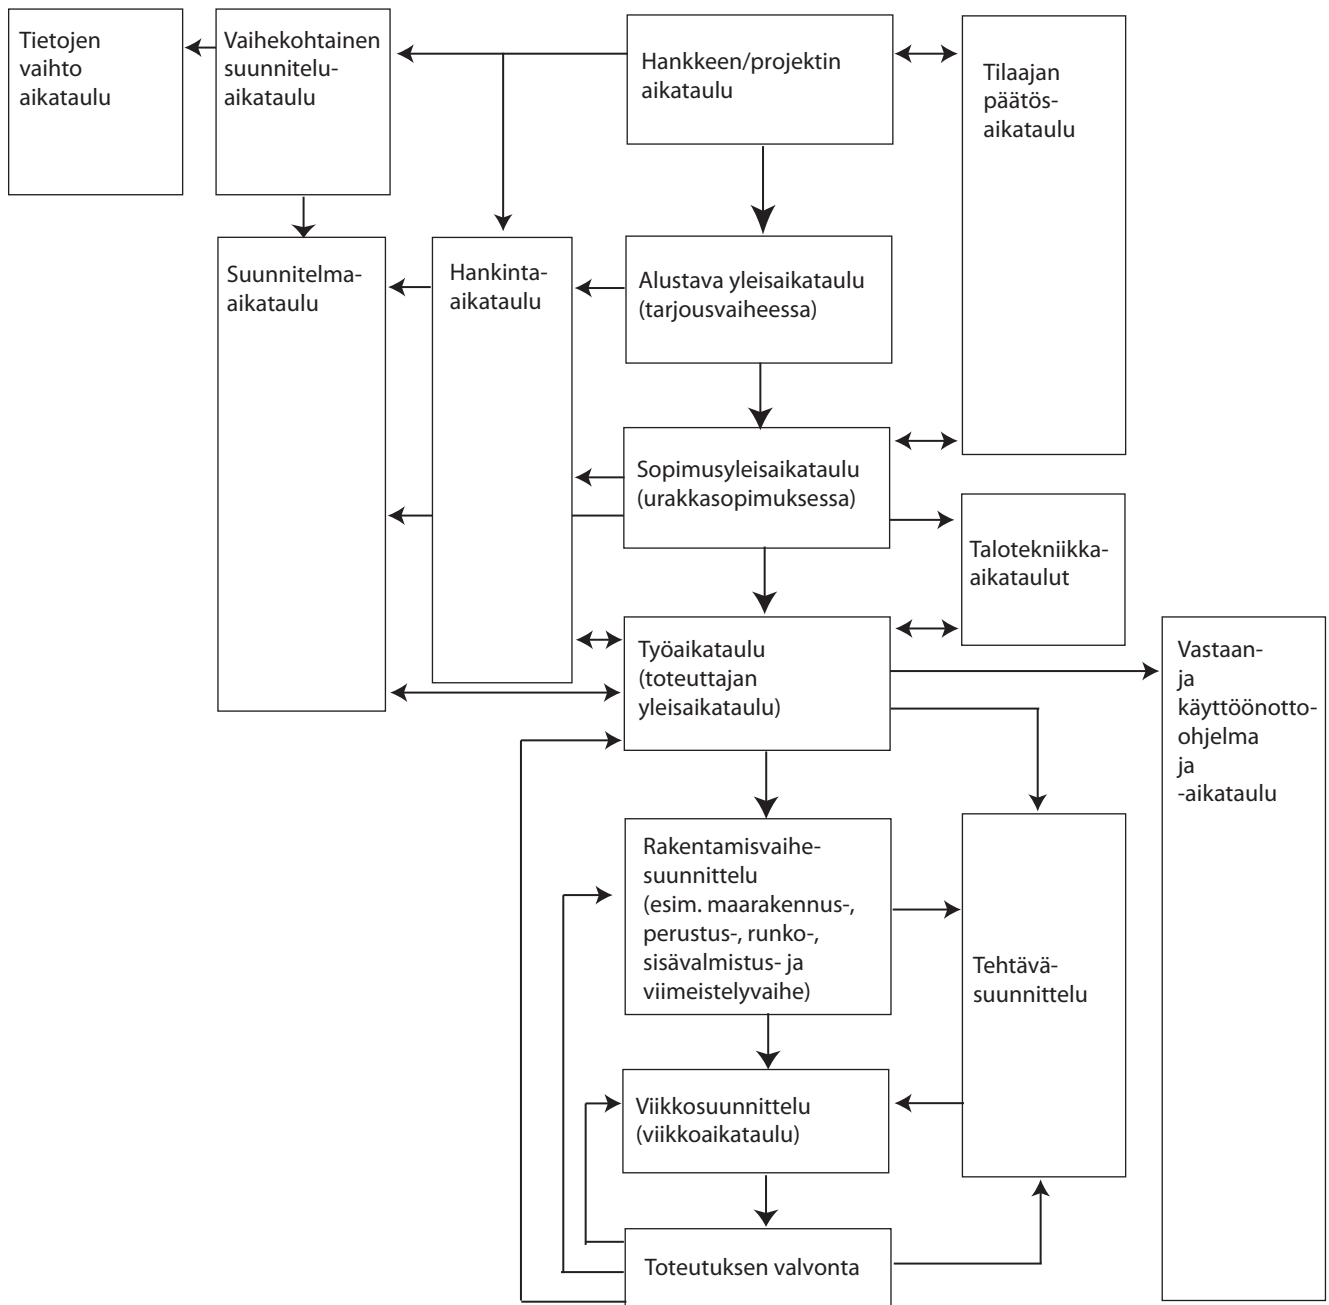 Tietojen
vaihto
aikataulu
Vaihekohtainen
suunnitelu-
aikataulu
Hankkeen/projektin
aikataulu
Tilaajan
päätös-
aikataulu
Suunnitelma-
aikataulu
Hankinta-
aikataulu
Alustava yleisaikataulu
(tarjousvaiheessa)
Sopimusyleisaikataulu
(urakkasopimuksessa)
Talotekniikka-
aikataulut
Työaikataulu
(toteuttajan
yleisaikataulu)
Vastaan-
ja
käyttöönotto-
ohjelma
ja
-aikataulu
Rakentamisvaihe-
suunnittelu
(esim. maarakennus-,
perustus-, runko-,
sisävalmistus- ja
viimeistelyvaihe)
Tehtävä-
suunnittelu
Viikkosuunnittelu
(viikkoaikataulu)
Toteutuksen valvonta